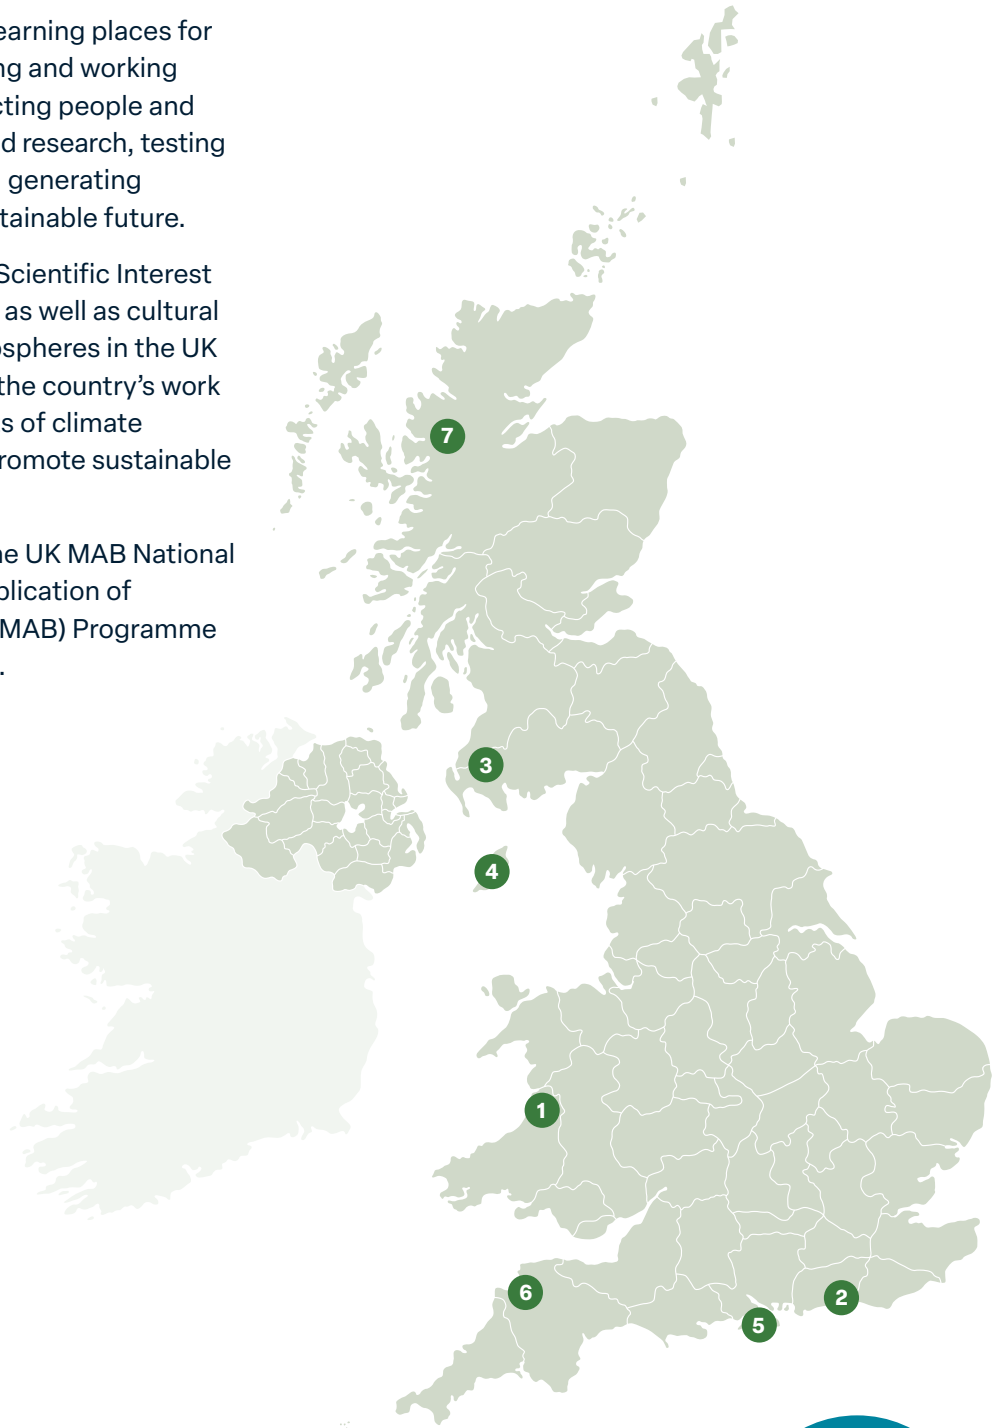 earning places for
ng and working
cting people and
d research, testing
generating
tainable future.
Scientific Interest
as well as cultural
ospheres in the UK
the country’s work
s of climate
romote sustainable
he UK MAB National
plication of
MAB) Programme
.
7
3
4
1
6
2
5